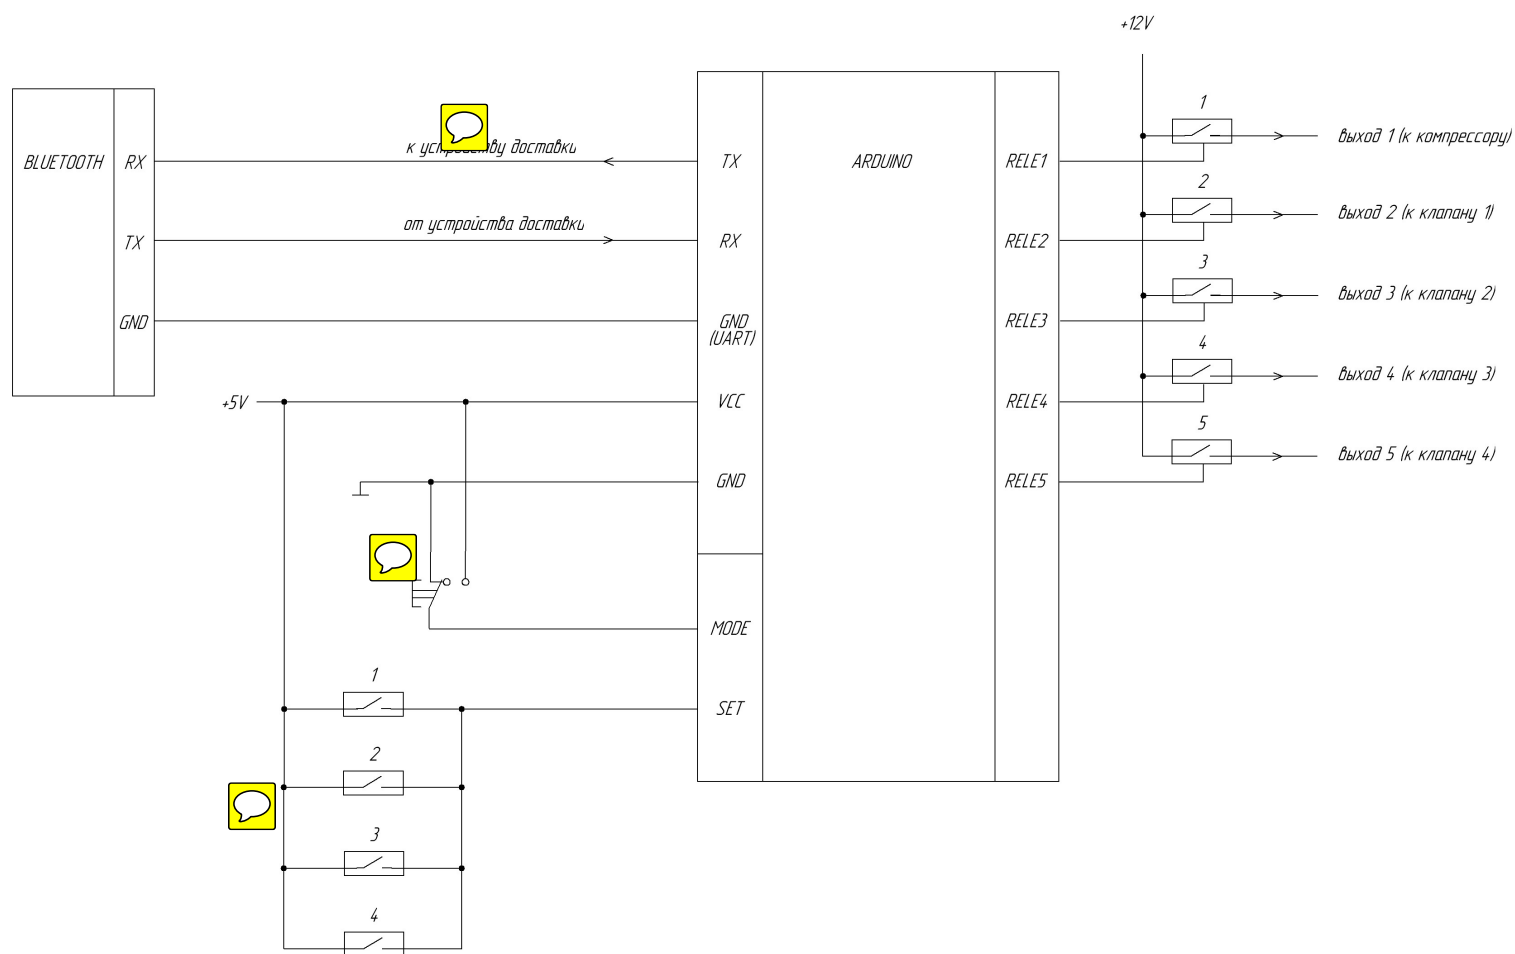 +12V
1
к устройству доставки
BLUETOOTH
RX
TX
ARDUINO
RELE1
выход 1 (к компрессору)
2
от устройства доставки
TX
RX
RELE2
выход 2 (к клапану 1)
3
GND
GND
(UART)
RELE3
выход 3 (к клапану 2)
4
+5V
VCC
RELE4
выход 4 (к клапану 3)
5
GND
RELE5
выход 5 (к клапану 4)
MODE
1
SET
2
3
4